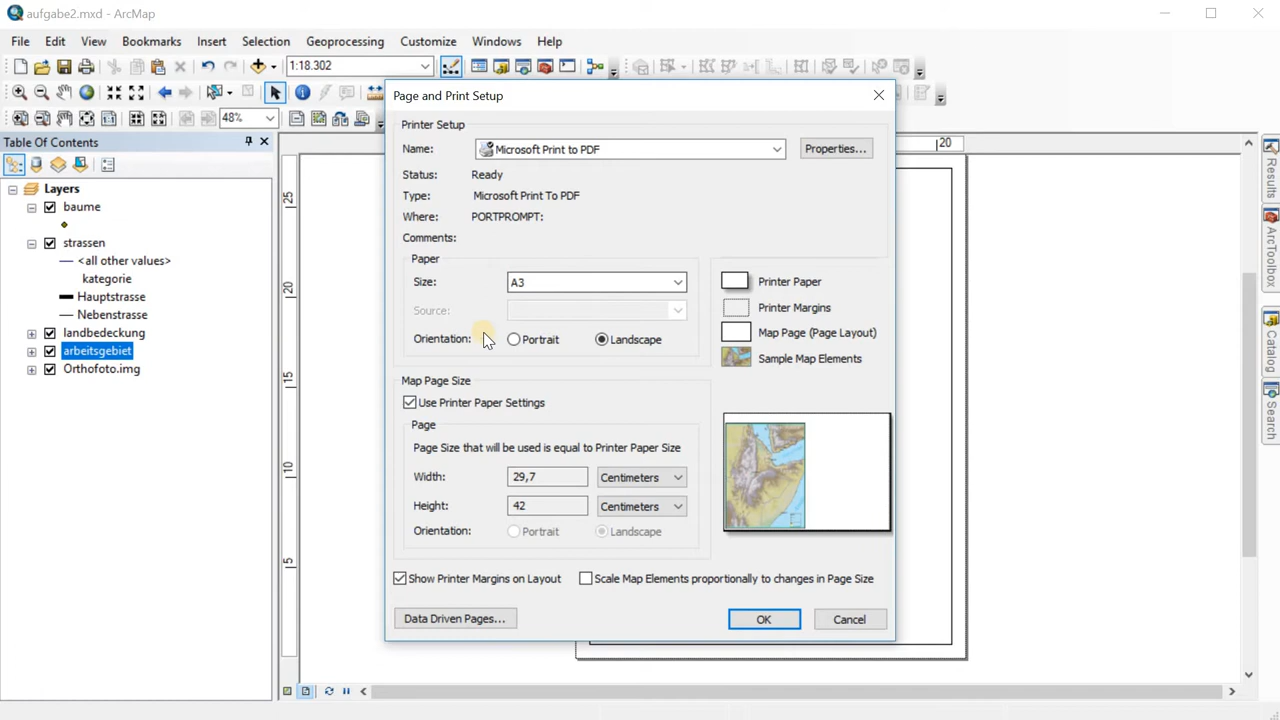 aufgabe2.mxd - ArcMap
File Edit View Bookmarks Insert Selection Geoprocessing Customize Windows Help
1:18.302
48%
Table Of Contents
Layers
baume
strassen
<all other values>
kategorie
Hauptstrasse
Nebenstrasse
landbedeckung
arbeitsgebiet
Orthofoto.img
25
20
15
10
5
20
Page and Print Setup
Printer Setup
Name: Microsoft Print to PDF Properties...
Status: Ready
Type: Microsoft Print To PDF
Where: PORTPROMPT:
Comments:
Paper
Size: A3
Source:
Orientation: Portrait Landscape
Printer Paper
Printer Margins
Map Page (Page Layout)
Sample Map Elements
Map Page Size
Use Printer Paper Settings
Page
Page Size that will be used is equal to Printer Paper Size
Width: 29,7 Centimeters
Height: 42 Centimeters
Orientation: Portrait Landscape
Show Printer Margins on Layout Scale Map Elements proportionally to changes in Page Size
Data Driven Pages... OK Cancel
Results
ArcToolbox
Catalog
Search